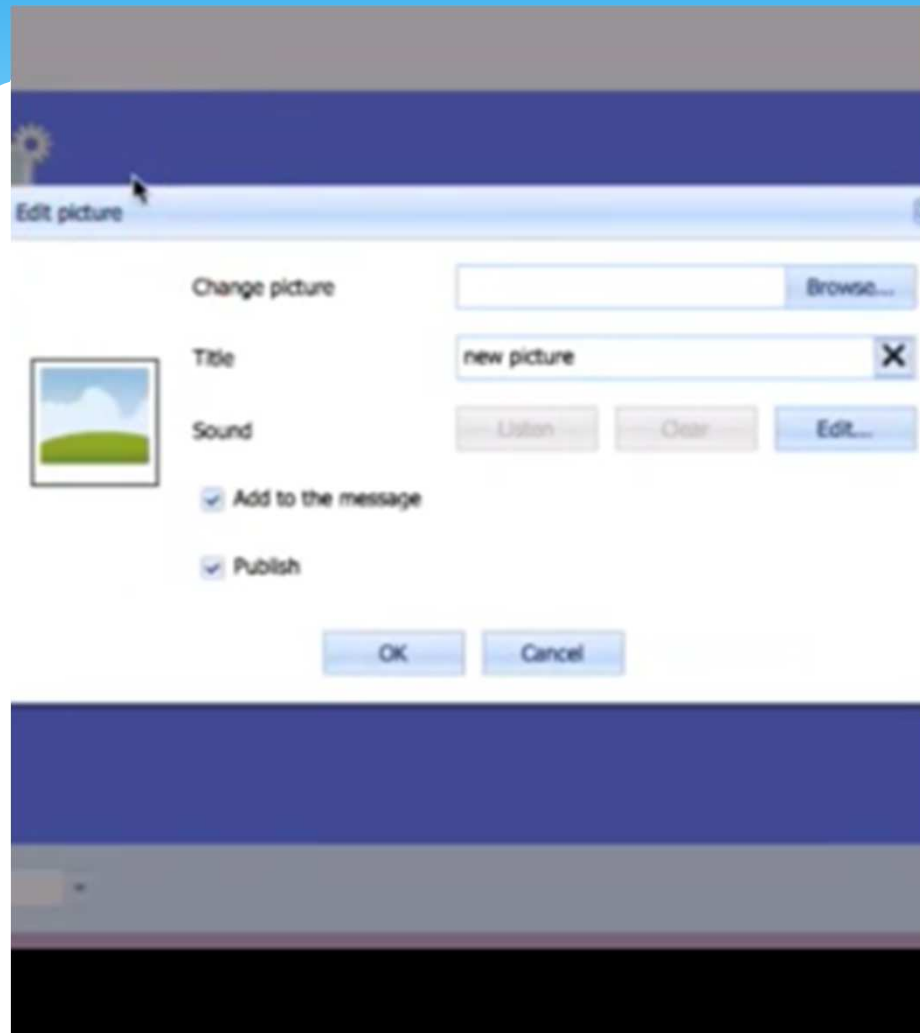 Edit picture
Change picture Browse...
Title new picture X
Sound Listen Clear Edit...
Add to the message
Publish
OK Cancel